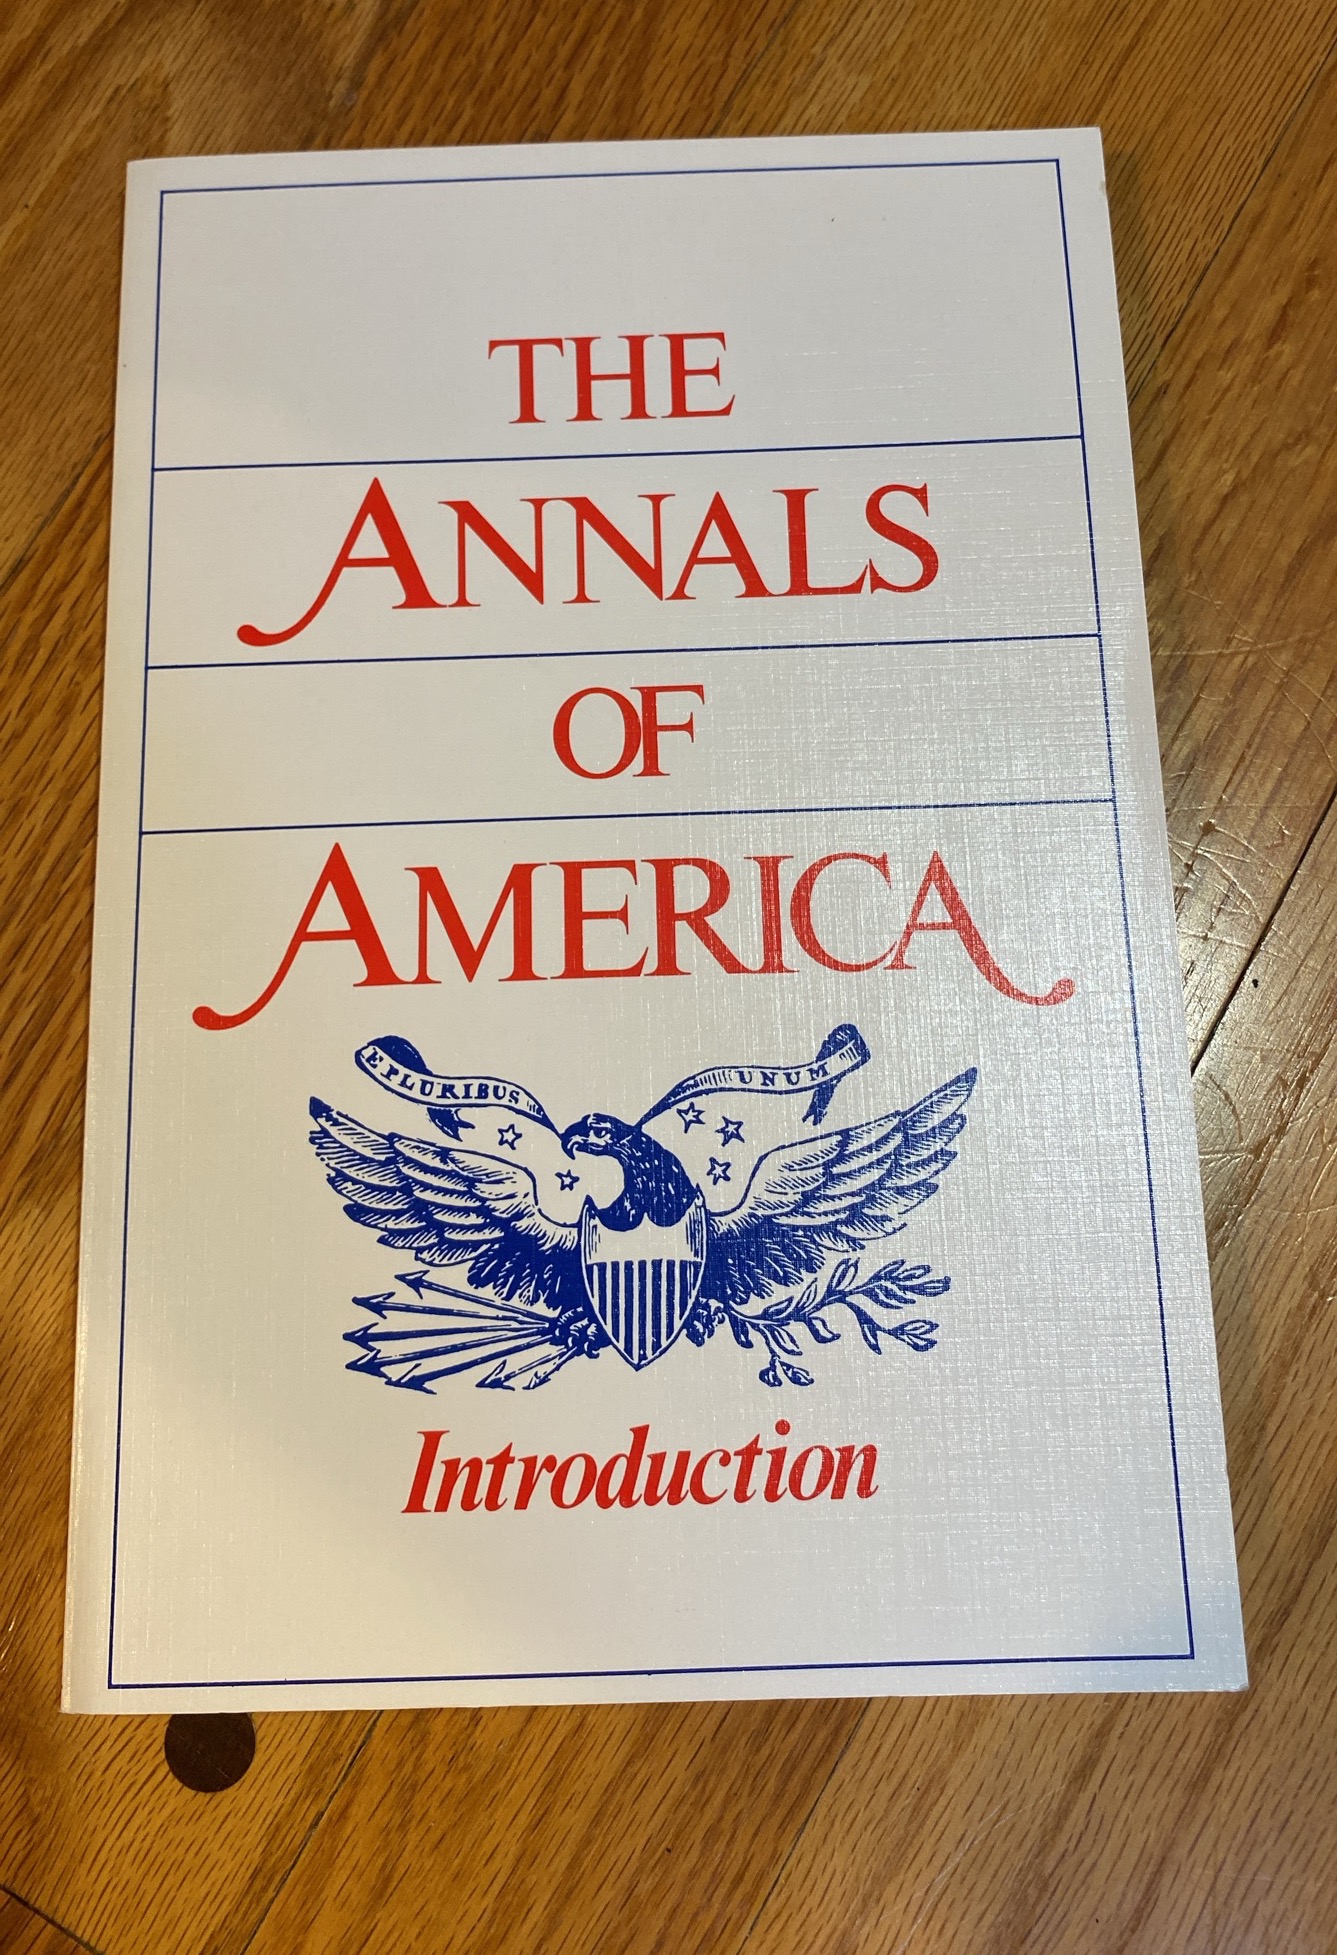 THE
ANNALS
OF
AMERICA
E PLURIBUS UNUM
Introduction